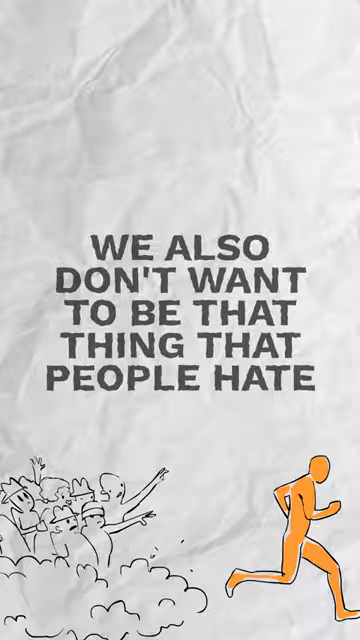 WE ALSO
DON'T WANT
TO BE THAT
THING THAT
PEOPLE HATE